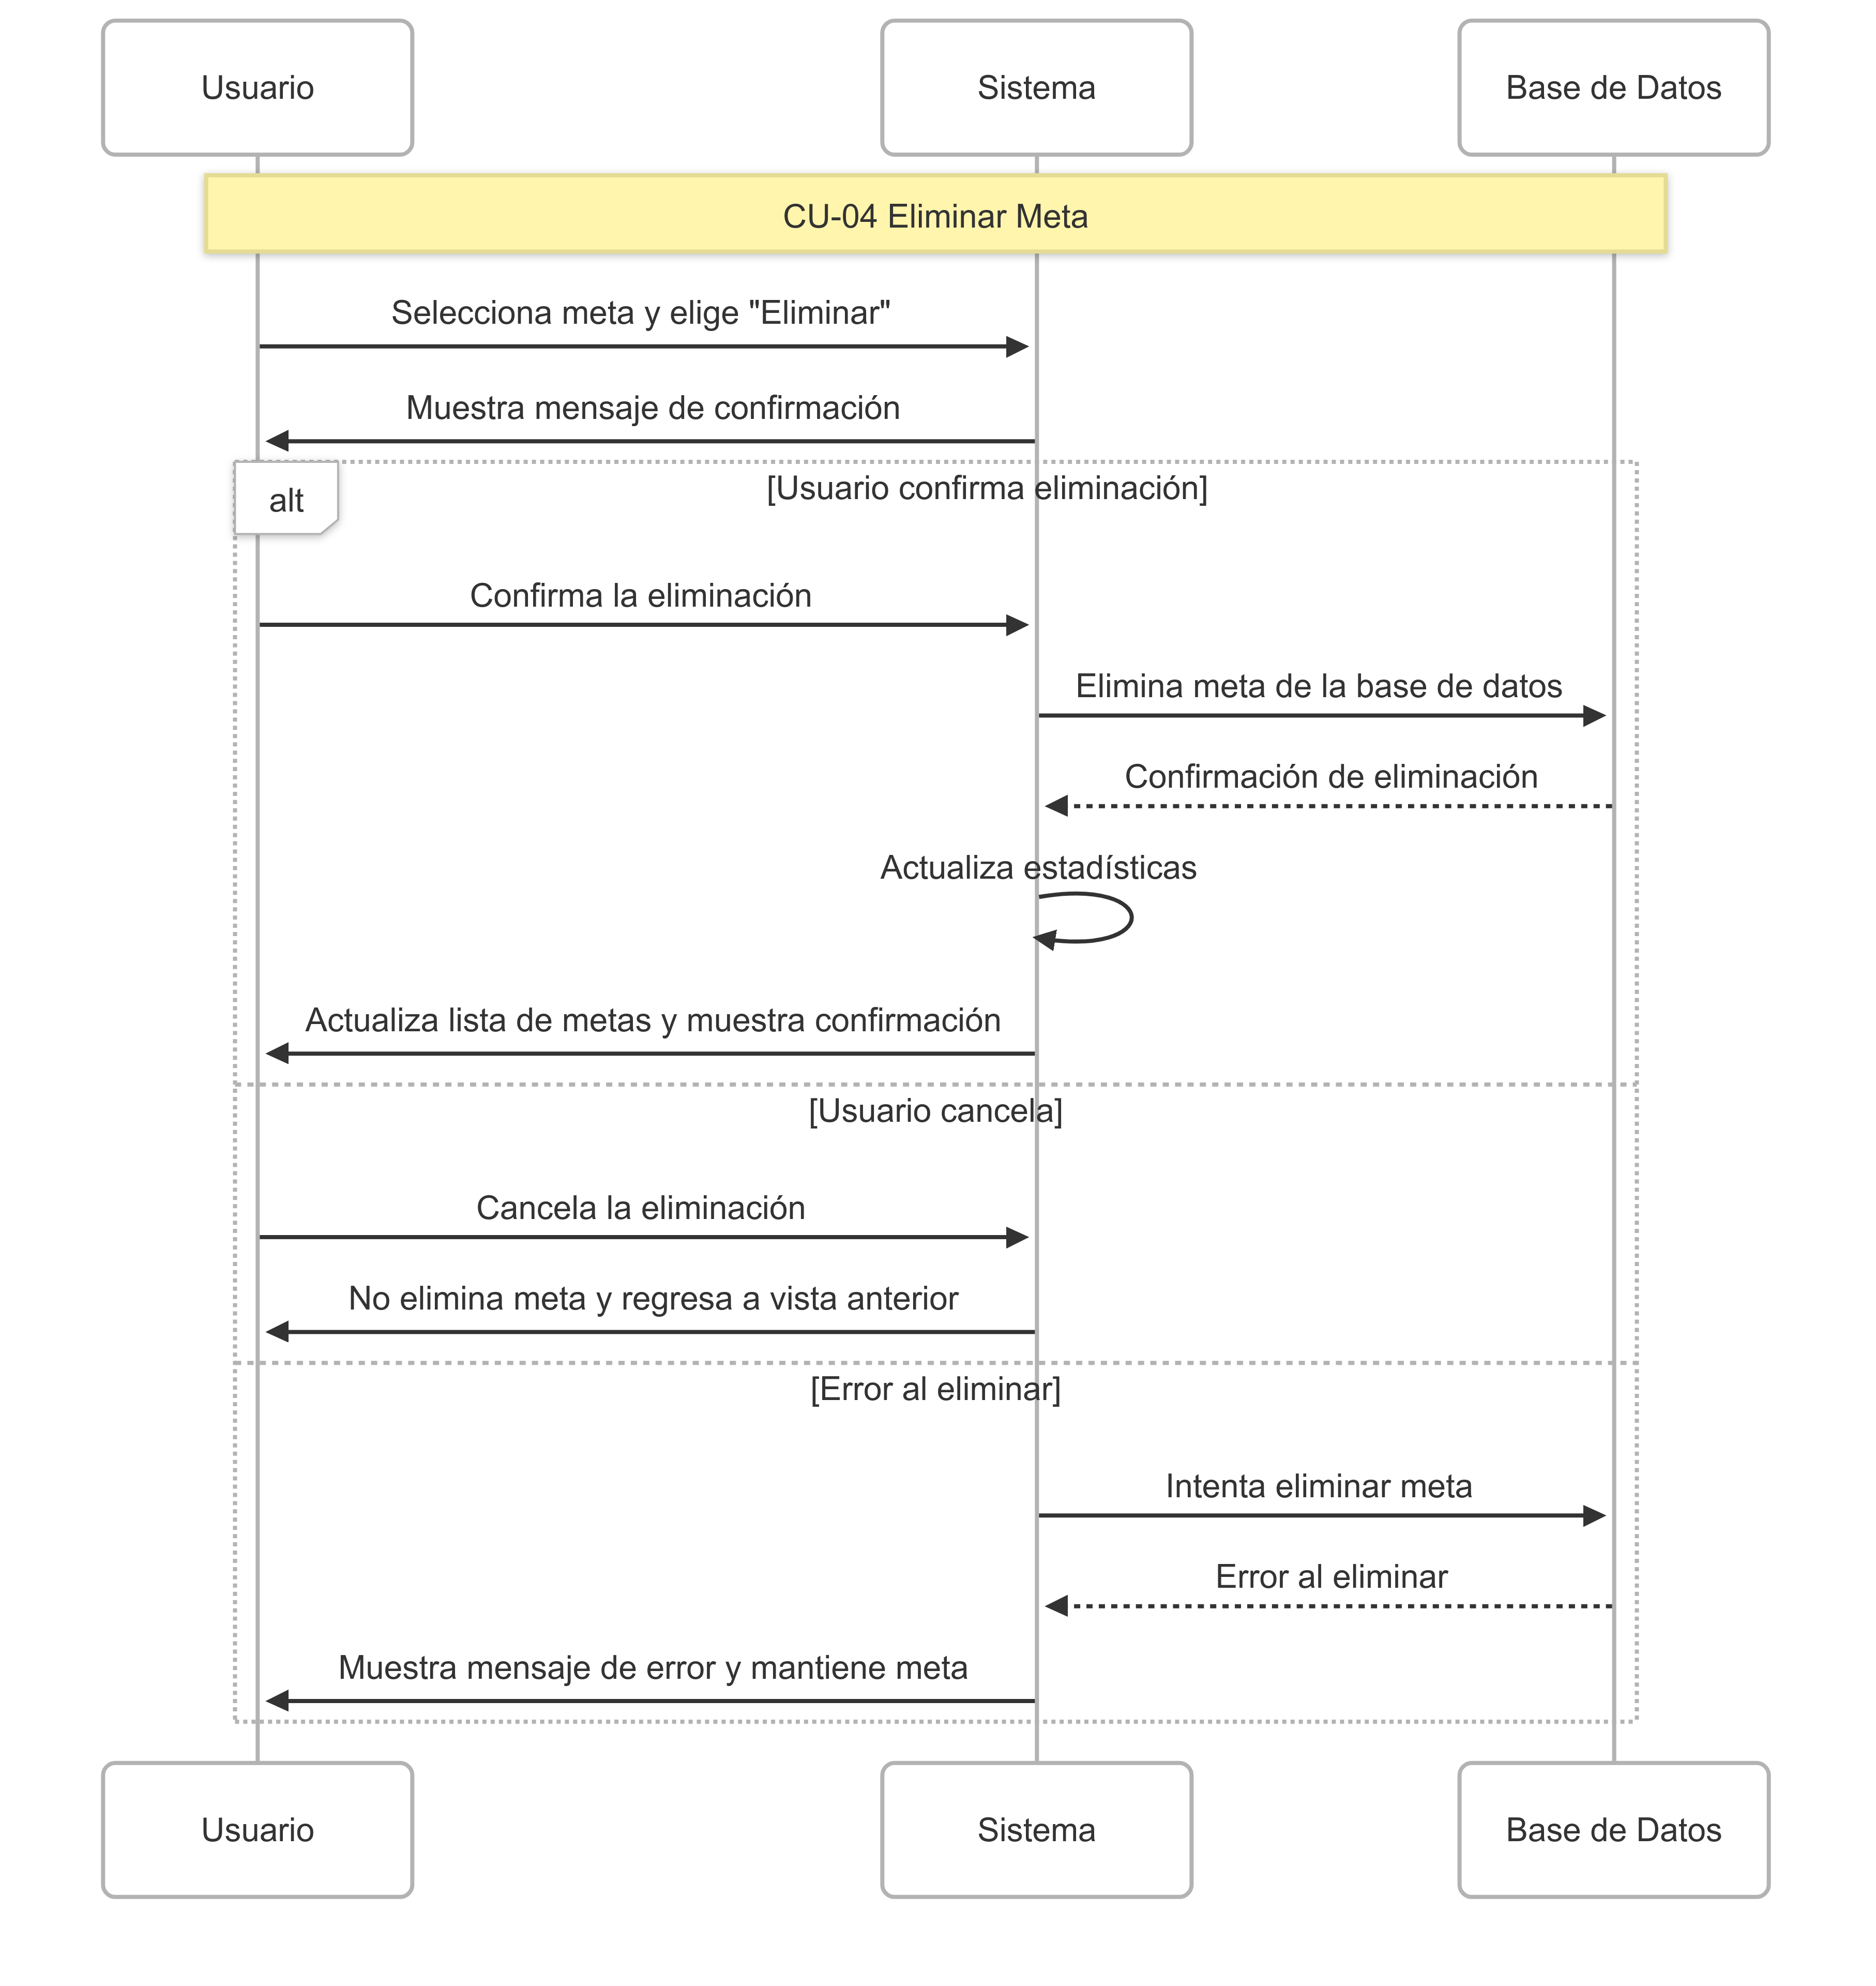 Usuario
Sistema
Base de Datos
CU-04 Eliminar Meta
Selecciona meta y elige "Eliminar"
Muestra mensaje de confirmación
alt
[Usuario confirma eliminación]
Confirma la eliminación
Elimina meta de la base de datos
Confirmación de eliminación
Actualiza estadísticas
Actualiza lista de metas y muestra confirmación
[Usuario cancela]
Cancela la eliminación
No elimina meta y regresa a vista anterior
[Error al eliminar]
Intenta eliminar meta
Error al eliminar
Muestra mensaje de error y mantiene meta
Usuario
Sistema
Base de Datos